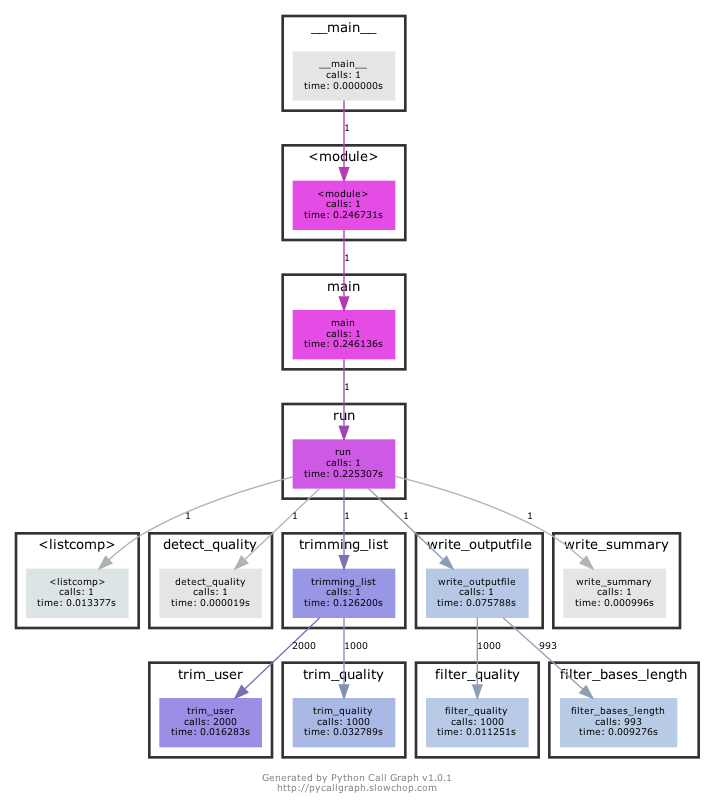 __main__
__main__
calls: 1
time: 0.000000s
1
<module>
<module>
calls: 1
time: 0.246731s
1
main
main
calls: 1
time: 0.246136s
1
run
run
calls: 1
time: 0.225307s
1
1
1
1
1
<listcomp>
<listcomp>
calls: 1
time: 0.013377s
detect_quality
detect_quality
calls: 1
time: 0.000019s
trimming_list
trimming_list
calls: 1
time: 0.126200s
write_outputfile
write_outputfile
calls: 1
time: 0.075788s
write_summary
write_summary
calls: 1
time: 0.000996s
2000
1000
1000
993
trim_user
trim_user
calls: 2000
time: 0.016283s
trim_quality
trim_quality
calls: 1000
time: 0.032789s
filter_quality
filter_quality
calls: 1000
time: 0.011251s
filter_bases_length
filter_bases_length
calls: 993
time: 0.009276s
Generated by Python Call Graph v1.0.1
http://pycallgraph.slowchop.com